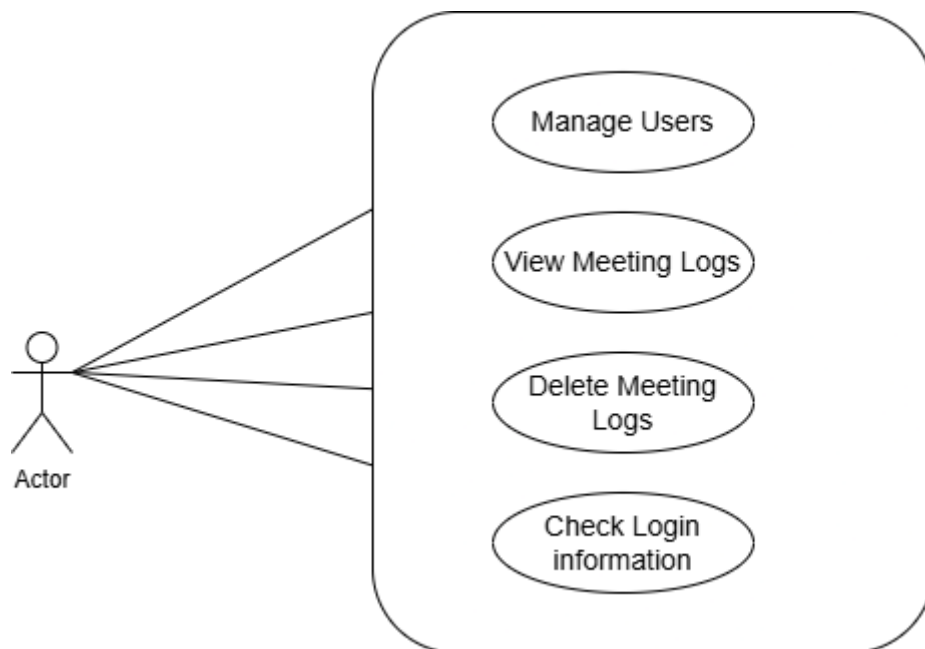 Manage Users
View Meeting Logs
Delete Meeting
Logs
Actor
Check Login
information